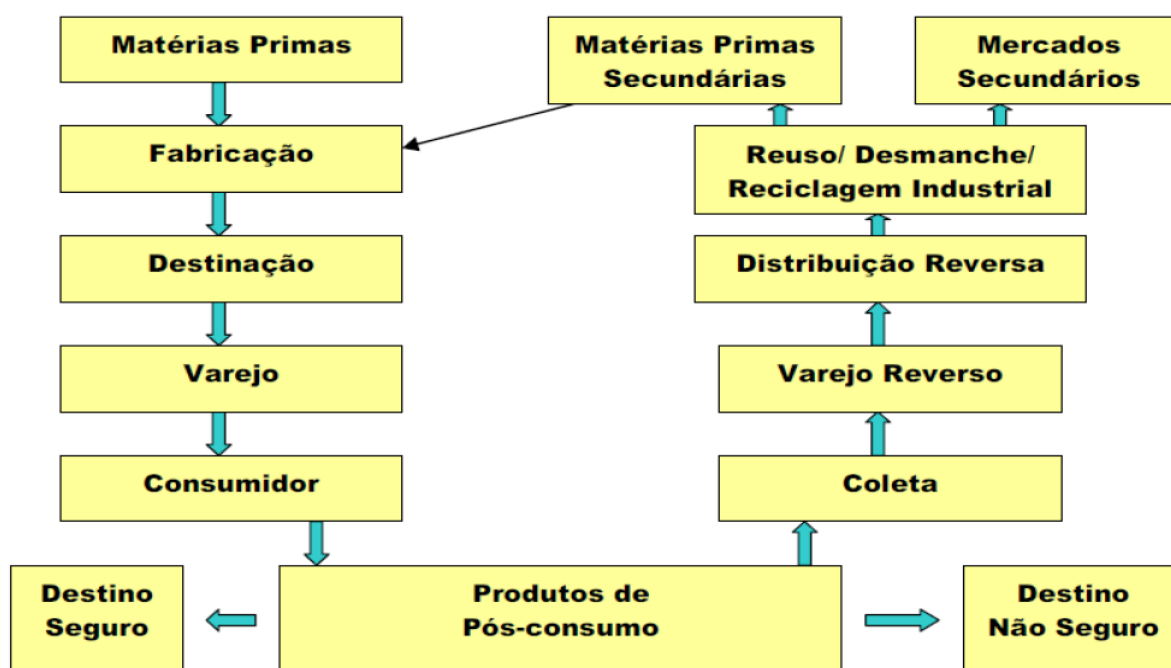 Matérias Primas
Fabricação
Destinação
Varejo
Consumidor
Matérias Primas
Secundárias
Mercados
Secundários
Reuso/ Desmanche/
Reciclagem Industrial
Distribuição Reversa
Varejo Reverso
Coleta
Destino
Seguro
Produtos de
Pós-consumo
Destino
Não Seguro